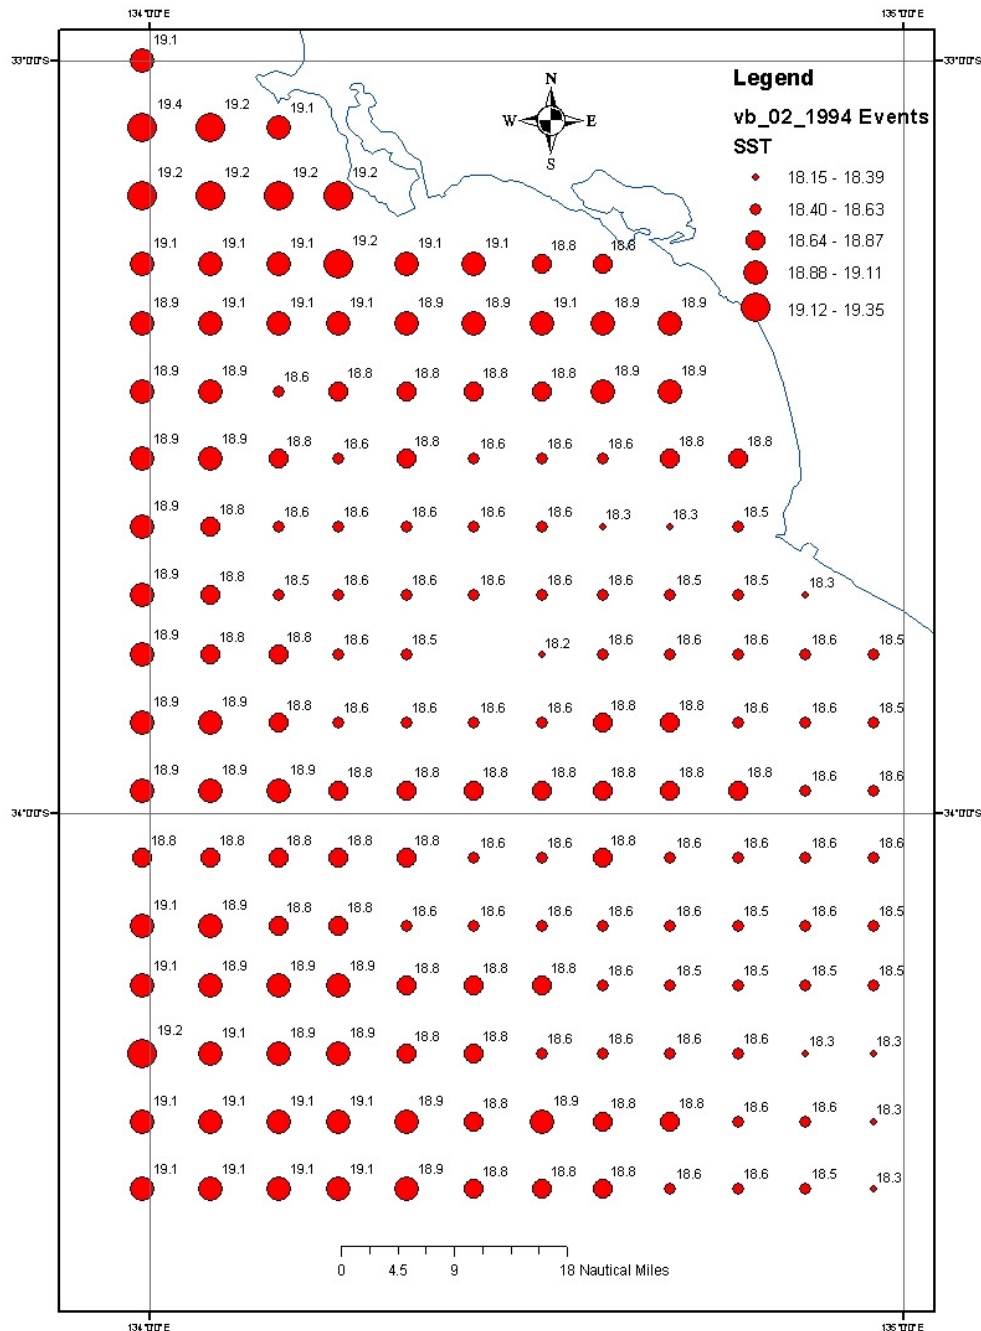 134°0'0"E 135°0'0"E
33°0'0"S 19.1 33°0'0"S
Legend
N
19.4 19.2 19.1
vb_02_1994 Events
W E
SST
S
19.2 19.2 19.2 19.2
18.15 - 18.39
18.40 - 18.63
19.1 19.1 19.1 19.2 19.1 19.1 18.8 18.8
18.64 - 18.87
18.88 - 19.11
18.9 19.1 19.1 19.1 18.9 18.9 19.1 18.9 18.9
19.12 - 19.35
18.9 18.9 18.6 18.8 18.8 18.8 18.8 18.9 18.9
18.9 18.9 18.8 18.6 18.8 18.6 18.6 18.6 18.8 18.8
18.9 18.8 18.6 18.6 18.6 18.6 18.6 18.3 18.3 18.5
18.9 18.8 18.5 18.6 18.6 18.6 18.6 18.6 18.5 18.5 18.3
18.9 18.8 18.8 18.6 18.5 18.2 18.6 18.6 18.6 18.6 18.5
18.9 18.9 18.8 18.6 18.6 18.6 18.6 18.8 18.8 18.6 18.6 18.5
18.9 18.9 18.9 18.8 18.8 18.8 18.8 18.8 18.8 18.8 18.6 18.6
34°0'0"S 34°0'0"S
18.8 18.8 18.8 18.8 18.8 18.6 18.6 18.8 18.6 18.6 18.6 18.6
19.1 18.9 18.8 18.8 18.6 18.6 18.6 18.6 18.6 18.5 18.6 18.5
19.1 18.9 18.9 18.9 18.8 18.8 18.8 18.6 18.5 18.5 18.5 18.5
19.2 19.1 18.9 18.9 18.8 18.8 18.6 18.6 18.6 18.6 18.3 18.3
19.1 19.1 19.1 19.1 18.9 18.8 18.9 18.8 18.8 18.6 18.6 18.3
19.1 19.1 19.1 19.1 18.9 18.8 18.8 18.8 18.6 18.6 18.5 18.3
0 4.5 9 18 Nautical Miles
134°0'0"E 135°0'0"E